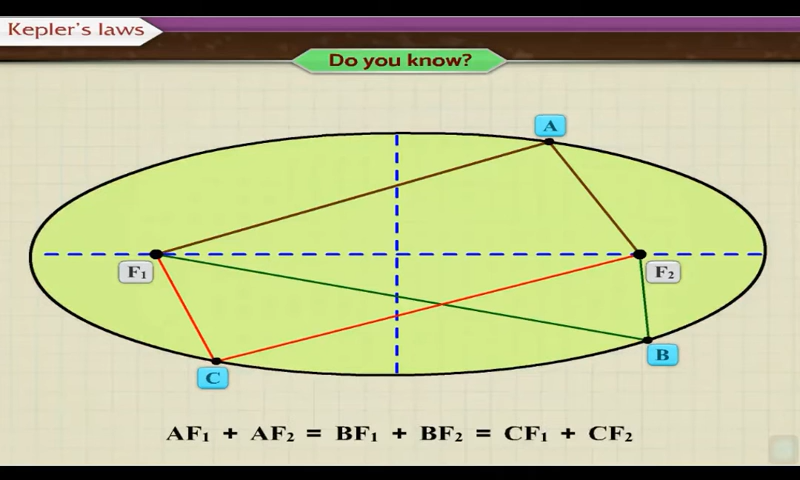 Kepler's laws
Do you know?
A
F₁
F₂
B
C
AF₁ + AF₂ = BF₁ + BF₂ = CF₁ + CF₂